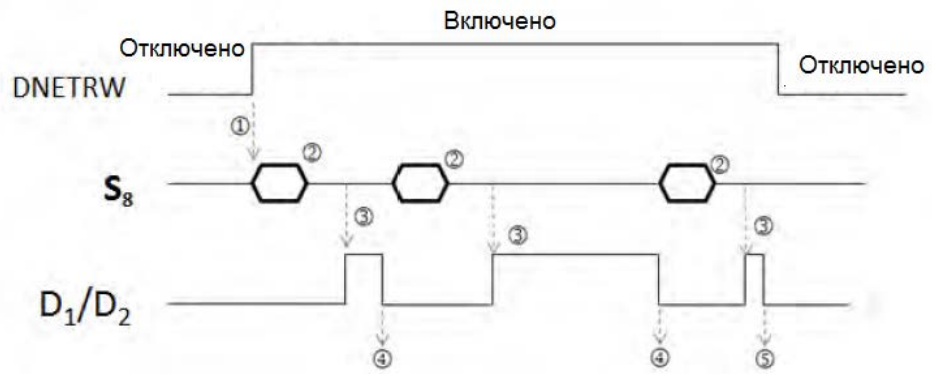 Включено
Отключено
Отключено
DNETRW
①
②
②
②
S₈
③
③
③
D₁/D₂
④
④
⑤